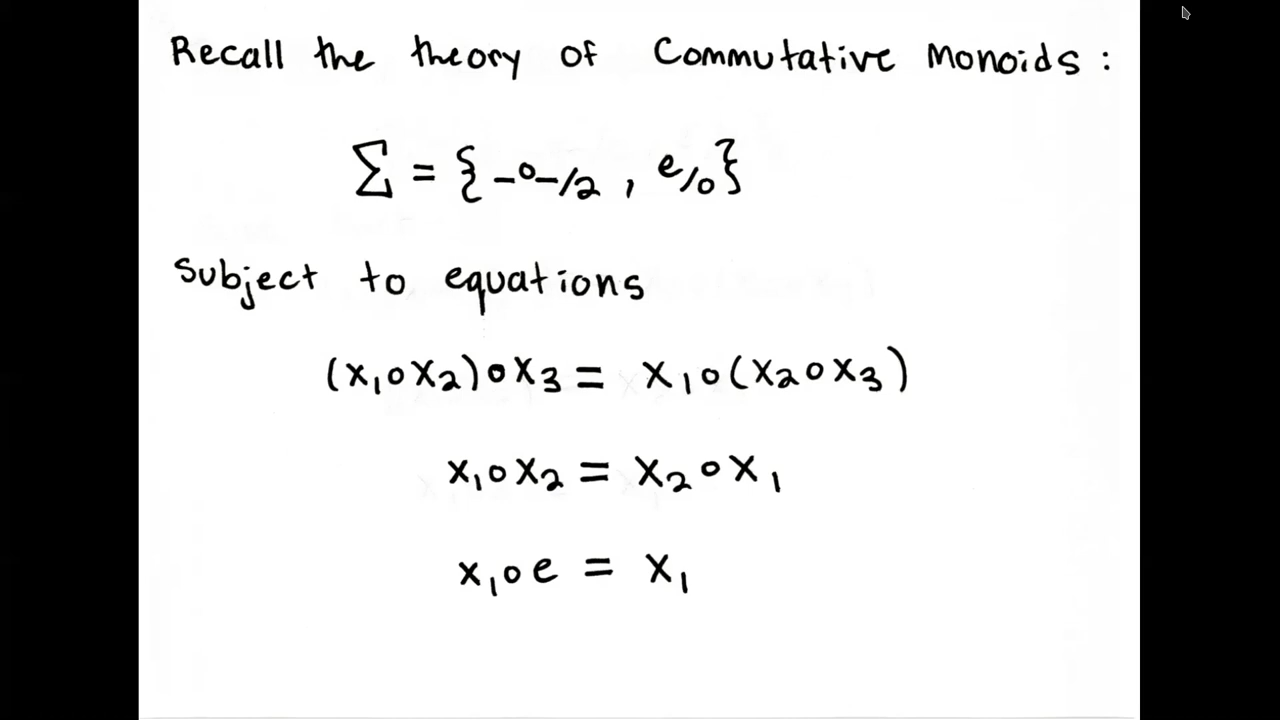 Recall the theory of Commutative Monoids :
Σ = { -o-/2 , e/0 }
Subject to equations
(x₁ o x₂) o x₃ = x₁ o (x₂ o x₃)
x₁ o x₂ = x₂ o x₁
x₁ o e = x₁